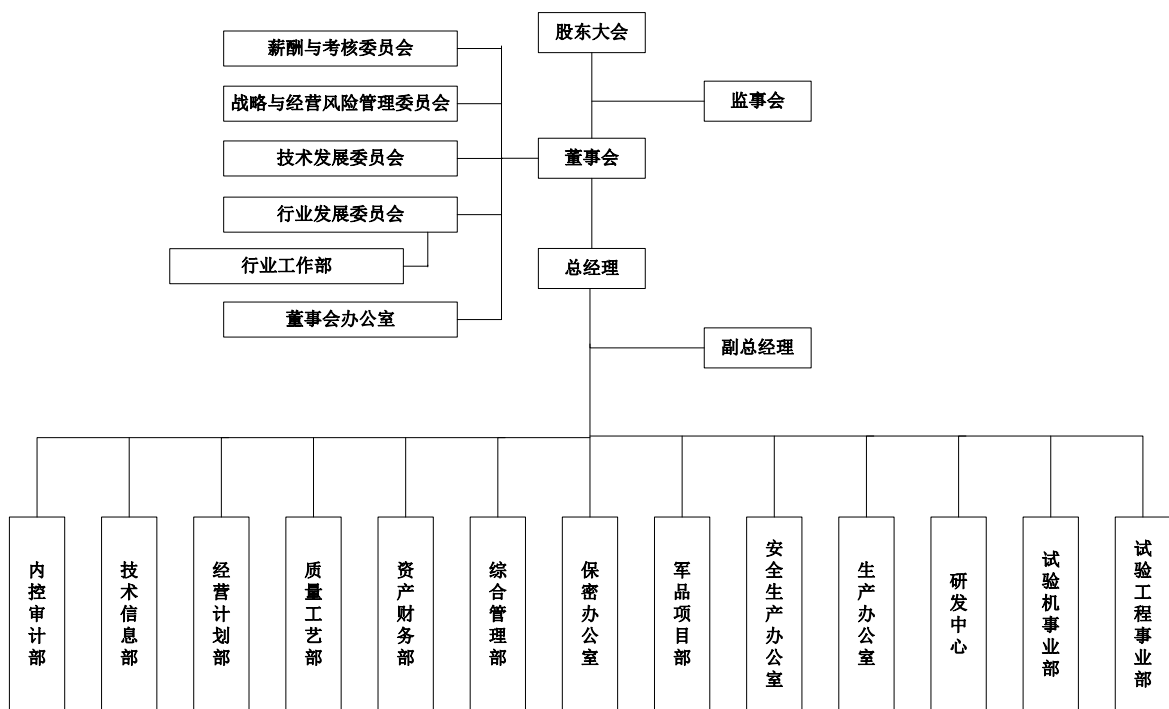 股东大会
薪酬与考核委员会
战略与经营风险管理委员会
监事会
技术发展委员会
董事会
行业发展委员会
行业工作部
总经理
董事会办公室
副总经理
内控审计部
技术信息部
经营计划部
质量工艺部
资产财务部
综合管理部
保密办公室
军品项目部
安全生产办公室
生产办公室
研发中心
试验机事业部
试验工程事业部